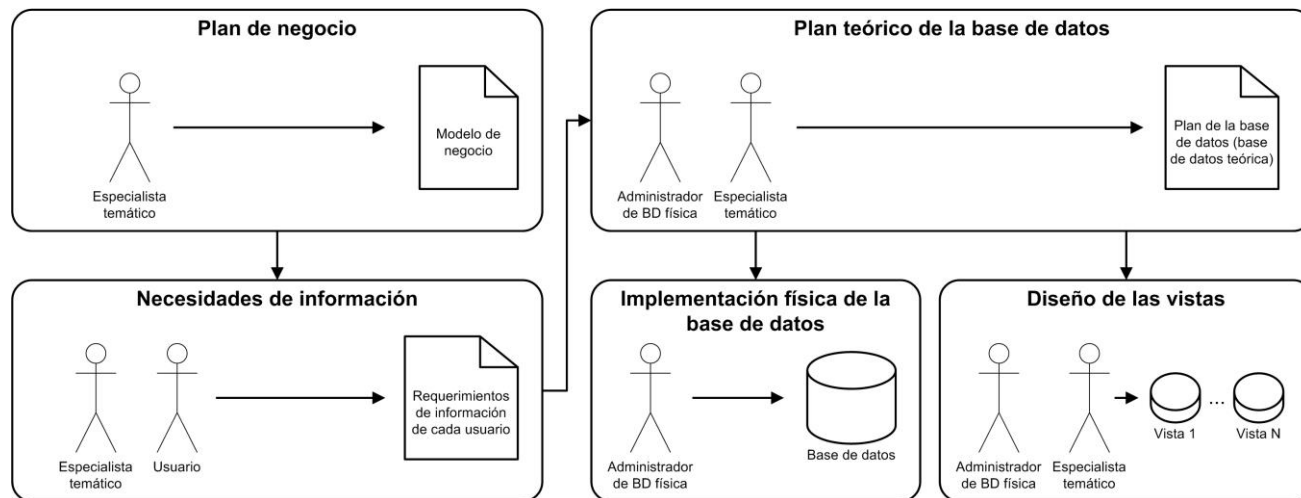 Plan de negocio
Especialista
temático
Modelo de
negocio
Necesidades de información
Especialista
temático
Usuario
Requerimientos
de información
de cada usuario
Plan teórico de la base de datos
Administrador
de BD física
Especialista
temático
Plan de la base
de datos (base
de datos teórica)
Implementación física de la
base de datos
Administrador
de BD física
Base de datos
Diseño de las vistas
Administrador
de BD física
Especialista
temático
Vista 1
...
Vista N